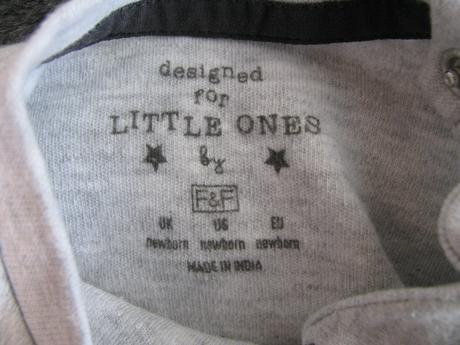 designed
for
LITTLE ONES
by
F&F
UK US EU
newborn newborn newborn
MADE IN INDIA